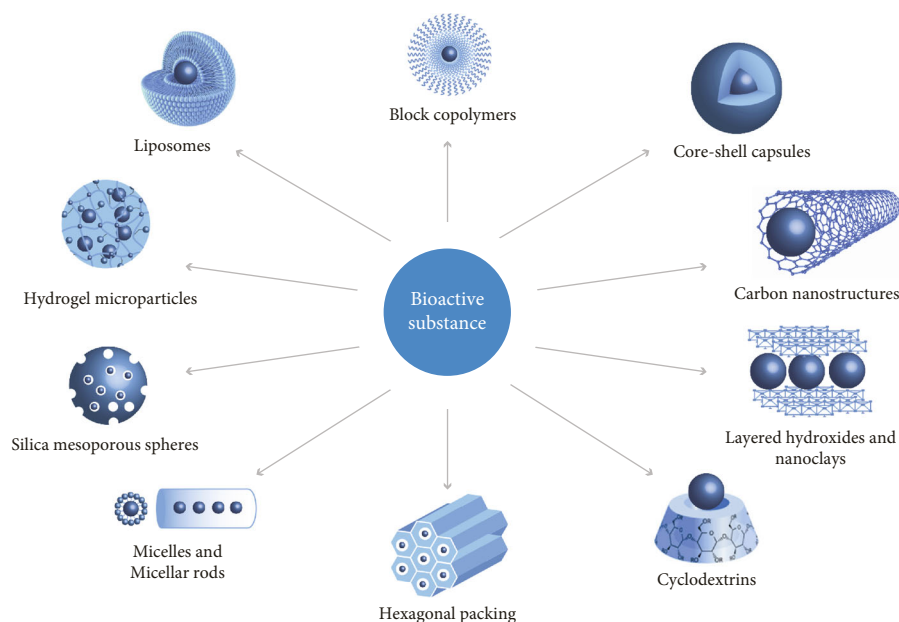 Block copolymers
Liposomes
Core-shell capsules
Hydrogel microparticles
Bioactive
substance
Carbon nanostructures
Silica mesoporous spheres
Layered hydroxides and
nanoclays
Micelles and
Micellar rods
Hexagonal packing
Cyclodextrins